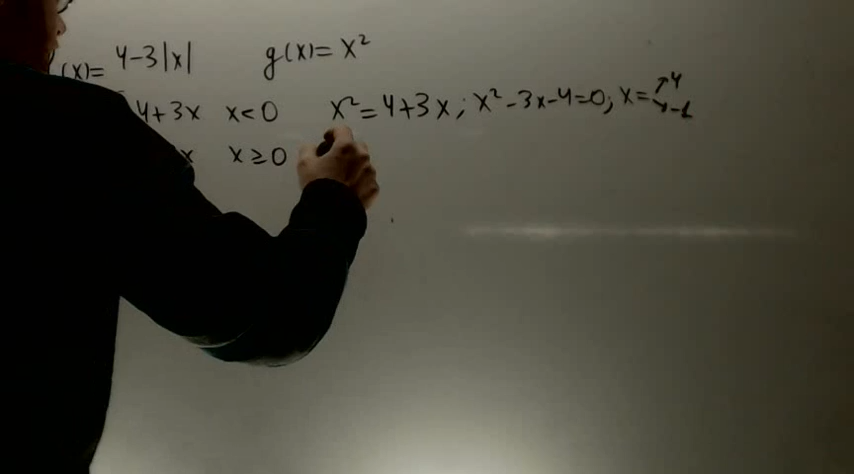 (x)= 4-3|x| g(x)= x²
4+3x x<0 x²=4+3x; x²-3x-4=0, x= ↗4 ↘-1
x x≥0